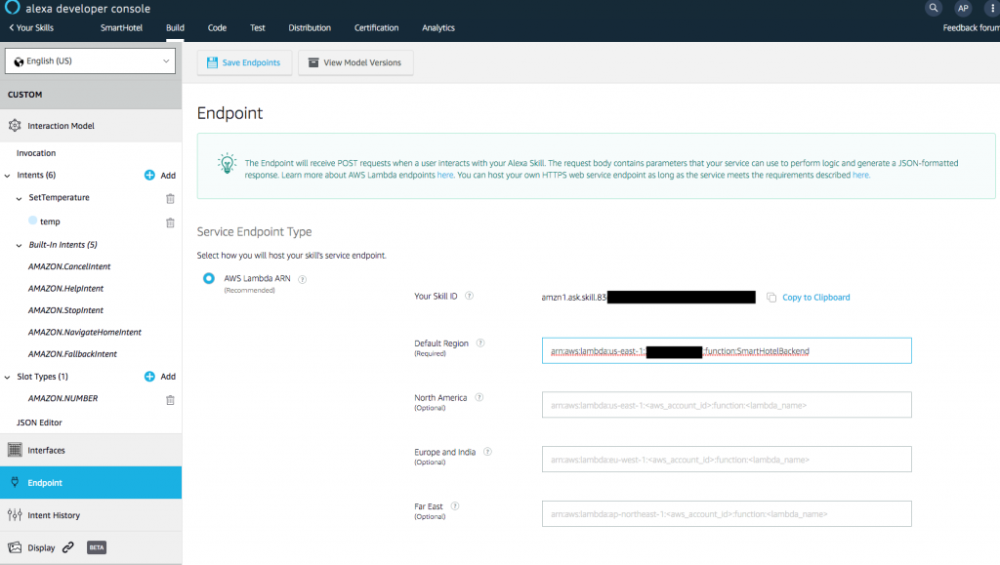 alexa developer console
AP
Your Skills
SmartHotel
Build
Code
Test
Distribution
Certification
Analytics
Feedback forum
English (US)
Save Endpoints
View Model Versions
CUSTOM
Interaction Model
Invocation
Intents (6)
Add
SetTemperature
temp
Built-In Intents (5)
AMAZON.CancelIntent
AMAZON.HelpIntent
AMAZON.StopIntent
AMAZON.NavigateHomeIntent
AMAZON.FallbackIntent
Slot Types (1)
Add
AMAZON.NUMBER
JSON Editor
Interfaces
Endpoint
Intent History
Display
BETA
Endpoint
The Endpoint will receive POST requests when a user interacts with your Alexa Skill. The request body contains parameters that your service can use to perform logic and generate a JSON-formatted
response. Learn more about AWS Lambda endpoints here. You can host your own HTTPS web service endpoint as long as the service meets the requirements described here.
Service Endpoint Type
Select how you will host your skill's service endpoint.
AWS Lambda ARN ?
(Recommended)
Your Skill ID ?
amzn1.ask.skill.83
Copy to Clipboard
Default Region ?
(Required)
arn:aws:lambda:us-east-1: :function:SmartHotelBackend
North America ?
(Optional)
arn:aws:lambda:us-east-1:<aws_account_id>:function:<lambda_name>
Europe and India ?
(Optional)
arn:aws:lambda:eu-west-1:<aws_account_id>:function:<lambda_name>
Far East ?
(Optional)
arn:aws:lambda:ap-northeast-1:<aws_account_id>:function:<lambda_name>